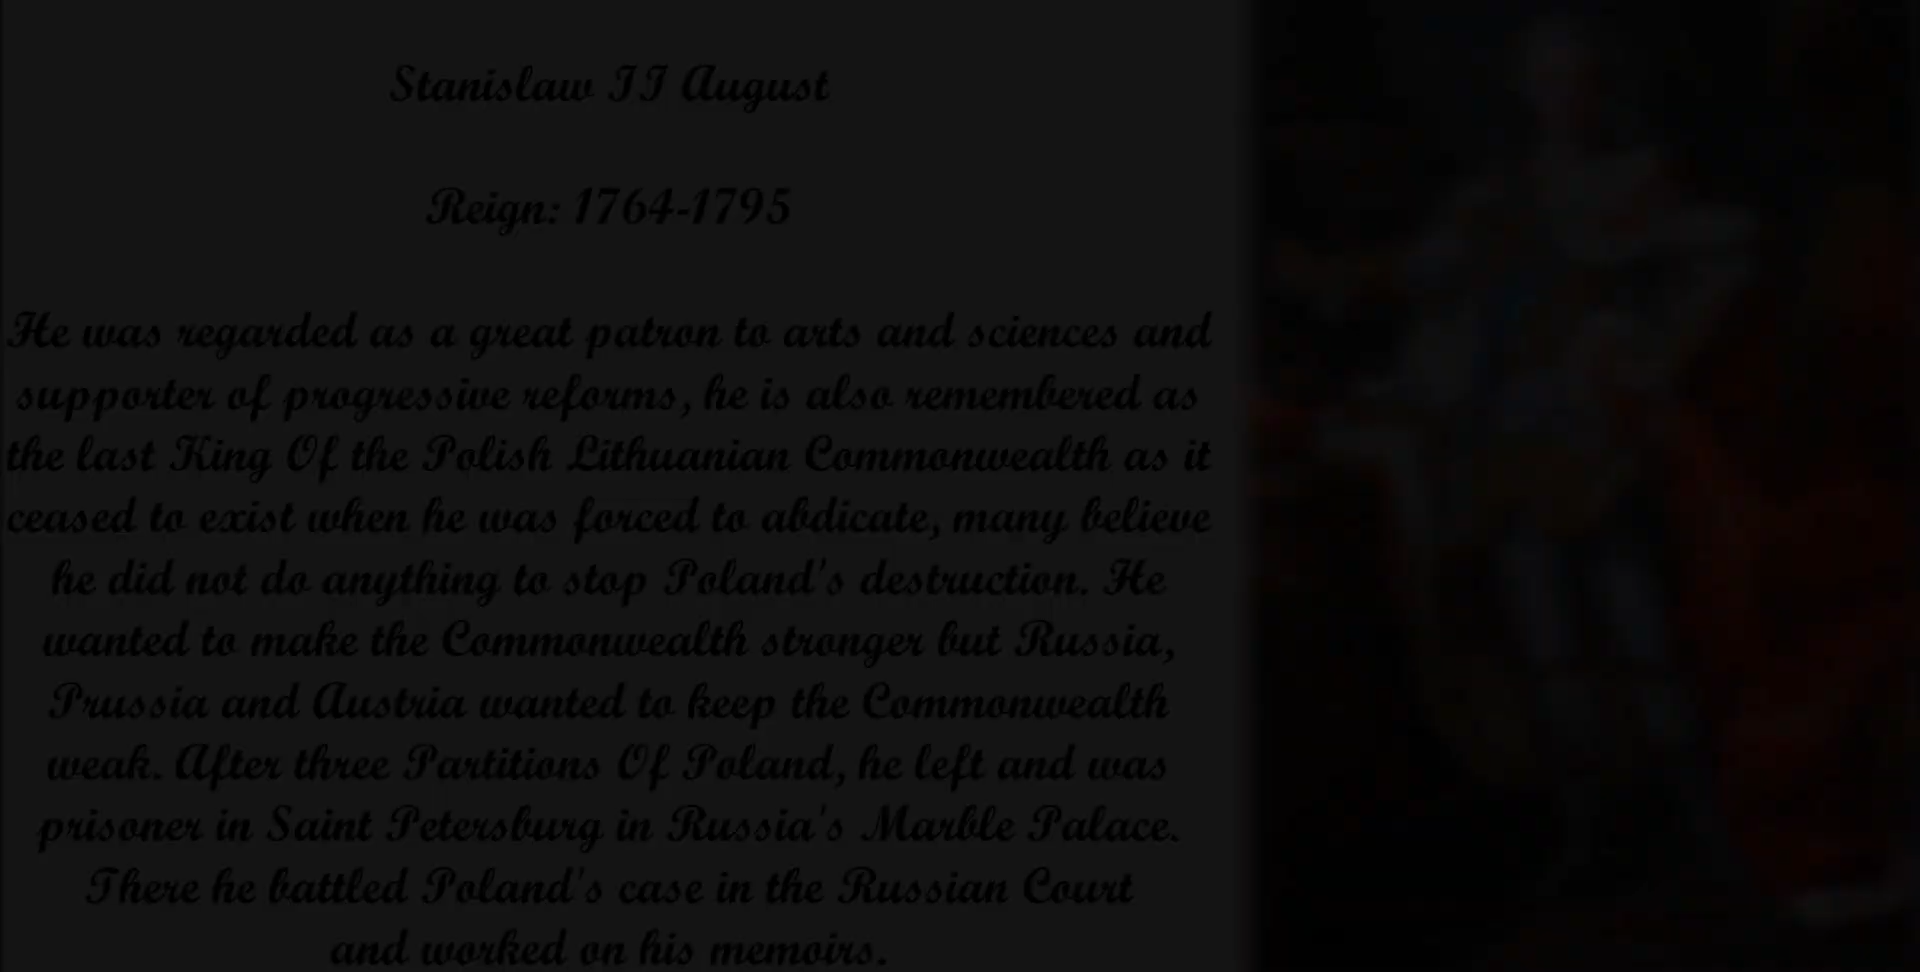 Stanislaw II August
Reign: 1764-1795
He was regarded as a great patron to arts and sciences and
supporter of progressive reforms, he is also remembered as
the last King Of the Polish Lithuanian Commonwealth as it
ceased to exist when he was forced to abdicate, many believe
he did not do anything to stop Poland's destruction. He
wanted to make the Commonwealth stronger but Russia,
Prussia and Austria wanted to keep the Commonwealth
weak. After three Partitions Of Poland, he left and was
prisoner in Saint Petersburg in Russia's Marble Palace.
There he battled Poland's case in the Russian Court
and worked on his memoirs.